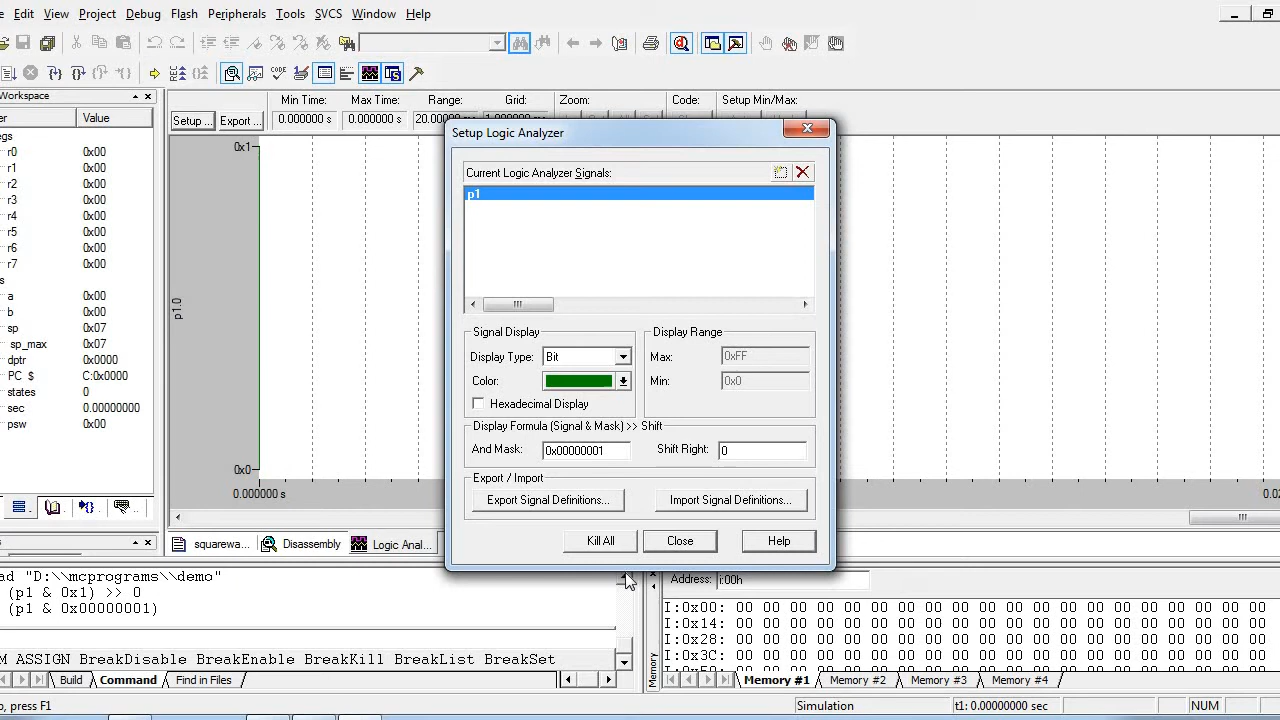 Edit View Project Debug Flash Peripherals Tools SVCS Window Help
Workspace
er Value
egs
r0 0x00
r1 0x00
r2 0x00
r3 0x00
r4 0x00
r5 0x00
r6 0x00
r7 0x00
s
a 0x00
b 0x00
sp 0x07
sp_max 0x07
dptr 0x0000
PC $ C:0x0000
states 0
sec 0.00000000
psw 0x00
Min Time: Max Time: Range: Grid: Zoom: Code: Setup Min/Max:
Setup ... Export ... 0.000000 s 0.000000 s
0x1
p1.0
0x0
0.000000 s
squarewa... Disassembly Logic Anal...
Setup Logic Analyzer
Current Logic Analyzer Signals:
p1
Signal Display
Display Type: Bit
Color:
Hexadecimal Display
Display Range
Max: 0xFF
Min: 0x0
Display Formula (Signal & Mask) >> Shift
And Mask: 0x00000001 Shift Right: 0
Export / Import
Export Signal Definitions... Import Signal Definitions...
Kill All Close Help
ad "D:\\mcprograms\\demo"
(p1 & 0x1) >> 0
(p1 & 0x00000001)
M ASSIGN BreakDisable BreakEnable BreakKill BreakList BreakSet
Build Command Find in Files
Memory
Address: i:00h
I:0x00: 00 00 00 00 00 00 00 00 00 00 00 00 00 00 00 00 00 00 00 00
I:0x14: 00 00 00 00 00 00 00 00 00 00 00 00 00 00 00 00 00 00 00 00
I:0x28: 00 00 00 00 00 00 00 00 00 00 00 00 00 00 00 00 00 00 00 00
I:0x3C: 00 00 00 00 00 00 00 00 00 00 00 00 00 00 00 00 00 00 00 00
Memory #1 Memory #2 Memory #3 Memory #4
p, press F1 Simulation t1: 0.00000000 sec NUM